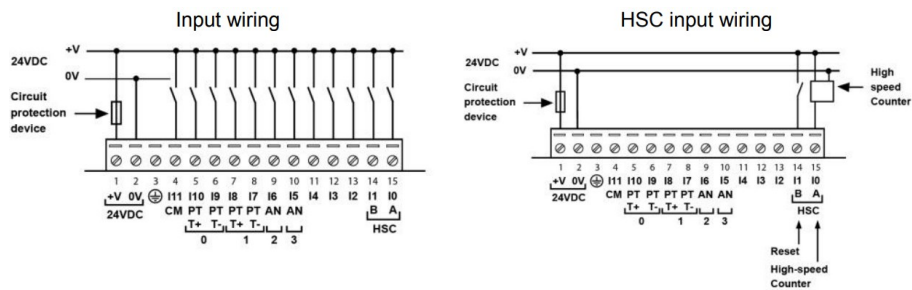 Input wiring
+V
24VDC
0V
Circuit
protection
device
1 2 3 4 5 6 7 8 9 10 11 12 13 14 15
+V 0V I11 I10 I9 I8 I7 I6 I5 I4 I3 I2 I1 I0
24VDC CM PT PT PT PT AN AN B A
T+ T- T+ T- 2 3 HSC
0 1
HSC input wiring
+V
24VDC
0V
Circuit
protection
device
High
speed
Counter
1 2 3 4 5 6 7 8 9 10 11 12 13 14 15
+V 0V I11 I10 I9 I8 I7 I6 I5 I4 I3 I2 I1 I0
24VDC CM PT PT PT PT AN AN B A
T+ T- T+ T- 2 3 HSC
0 1
Reset
High-speed
Counter